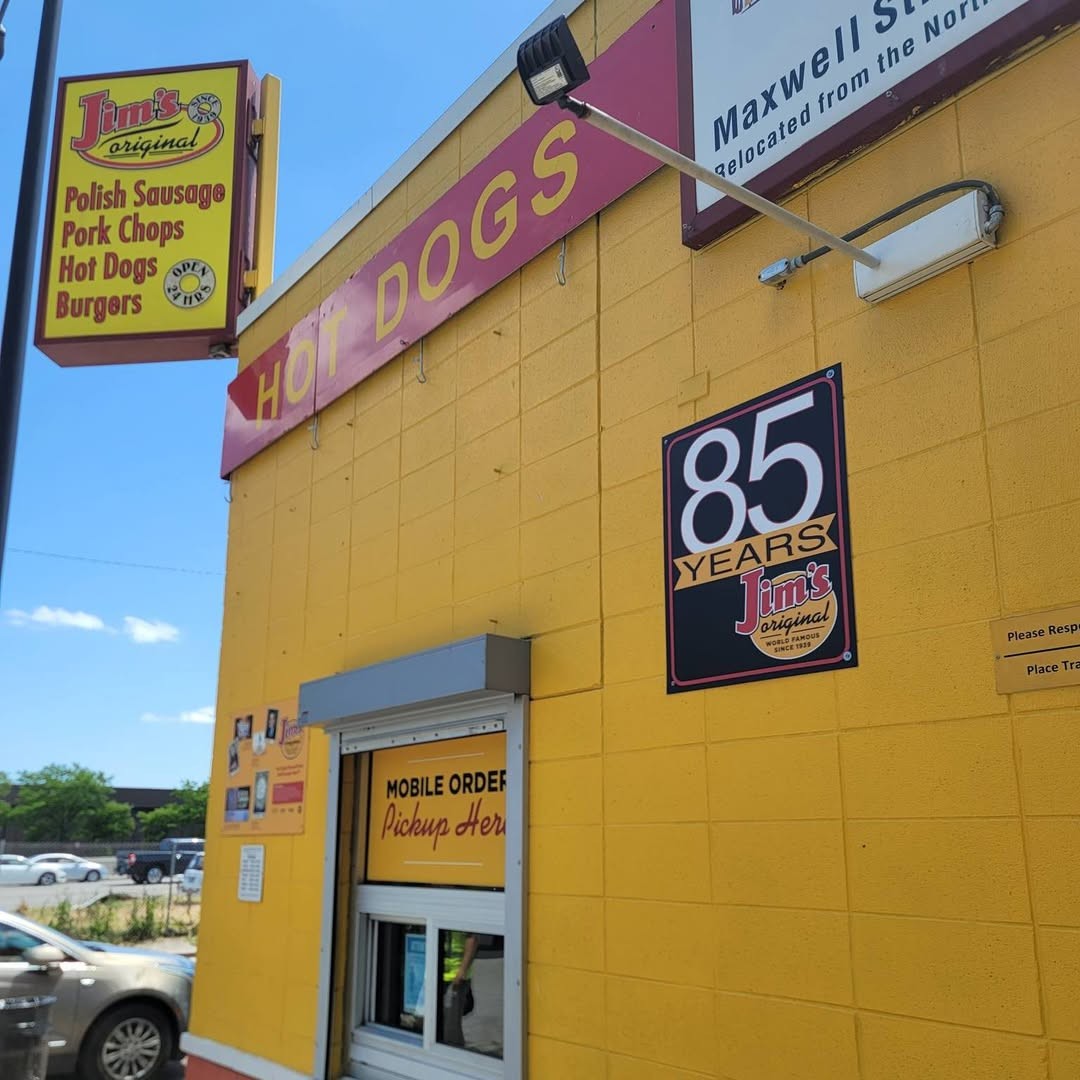 Jim's
SINCE 1939
original
Polish Sausage
Pork Chops
Hot Dogs
Burgers
OPEN
24 HRS
HOT DOGS
Maxwell St
Relocated from the North
85
YEARS
Jim's
original
WORLD FAMOUS
SINCE 1939
Please Resp
Place Tra
MOBILE ORDER
Pickup Her